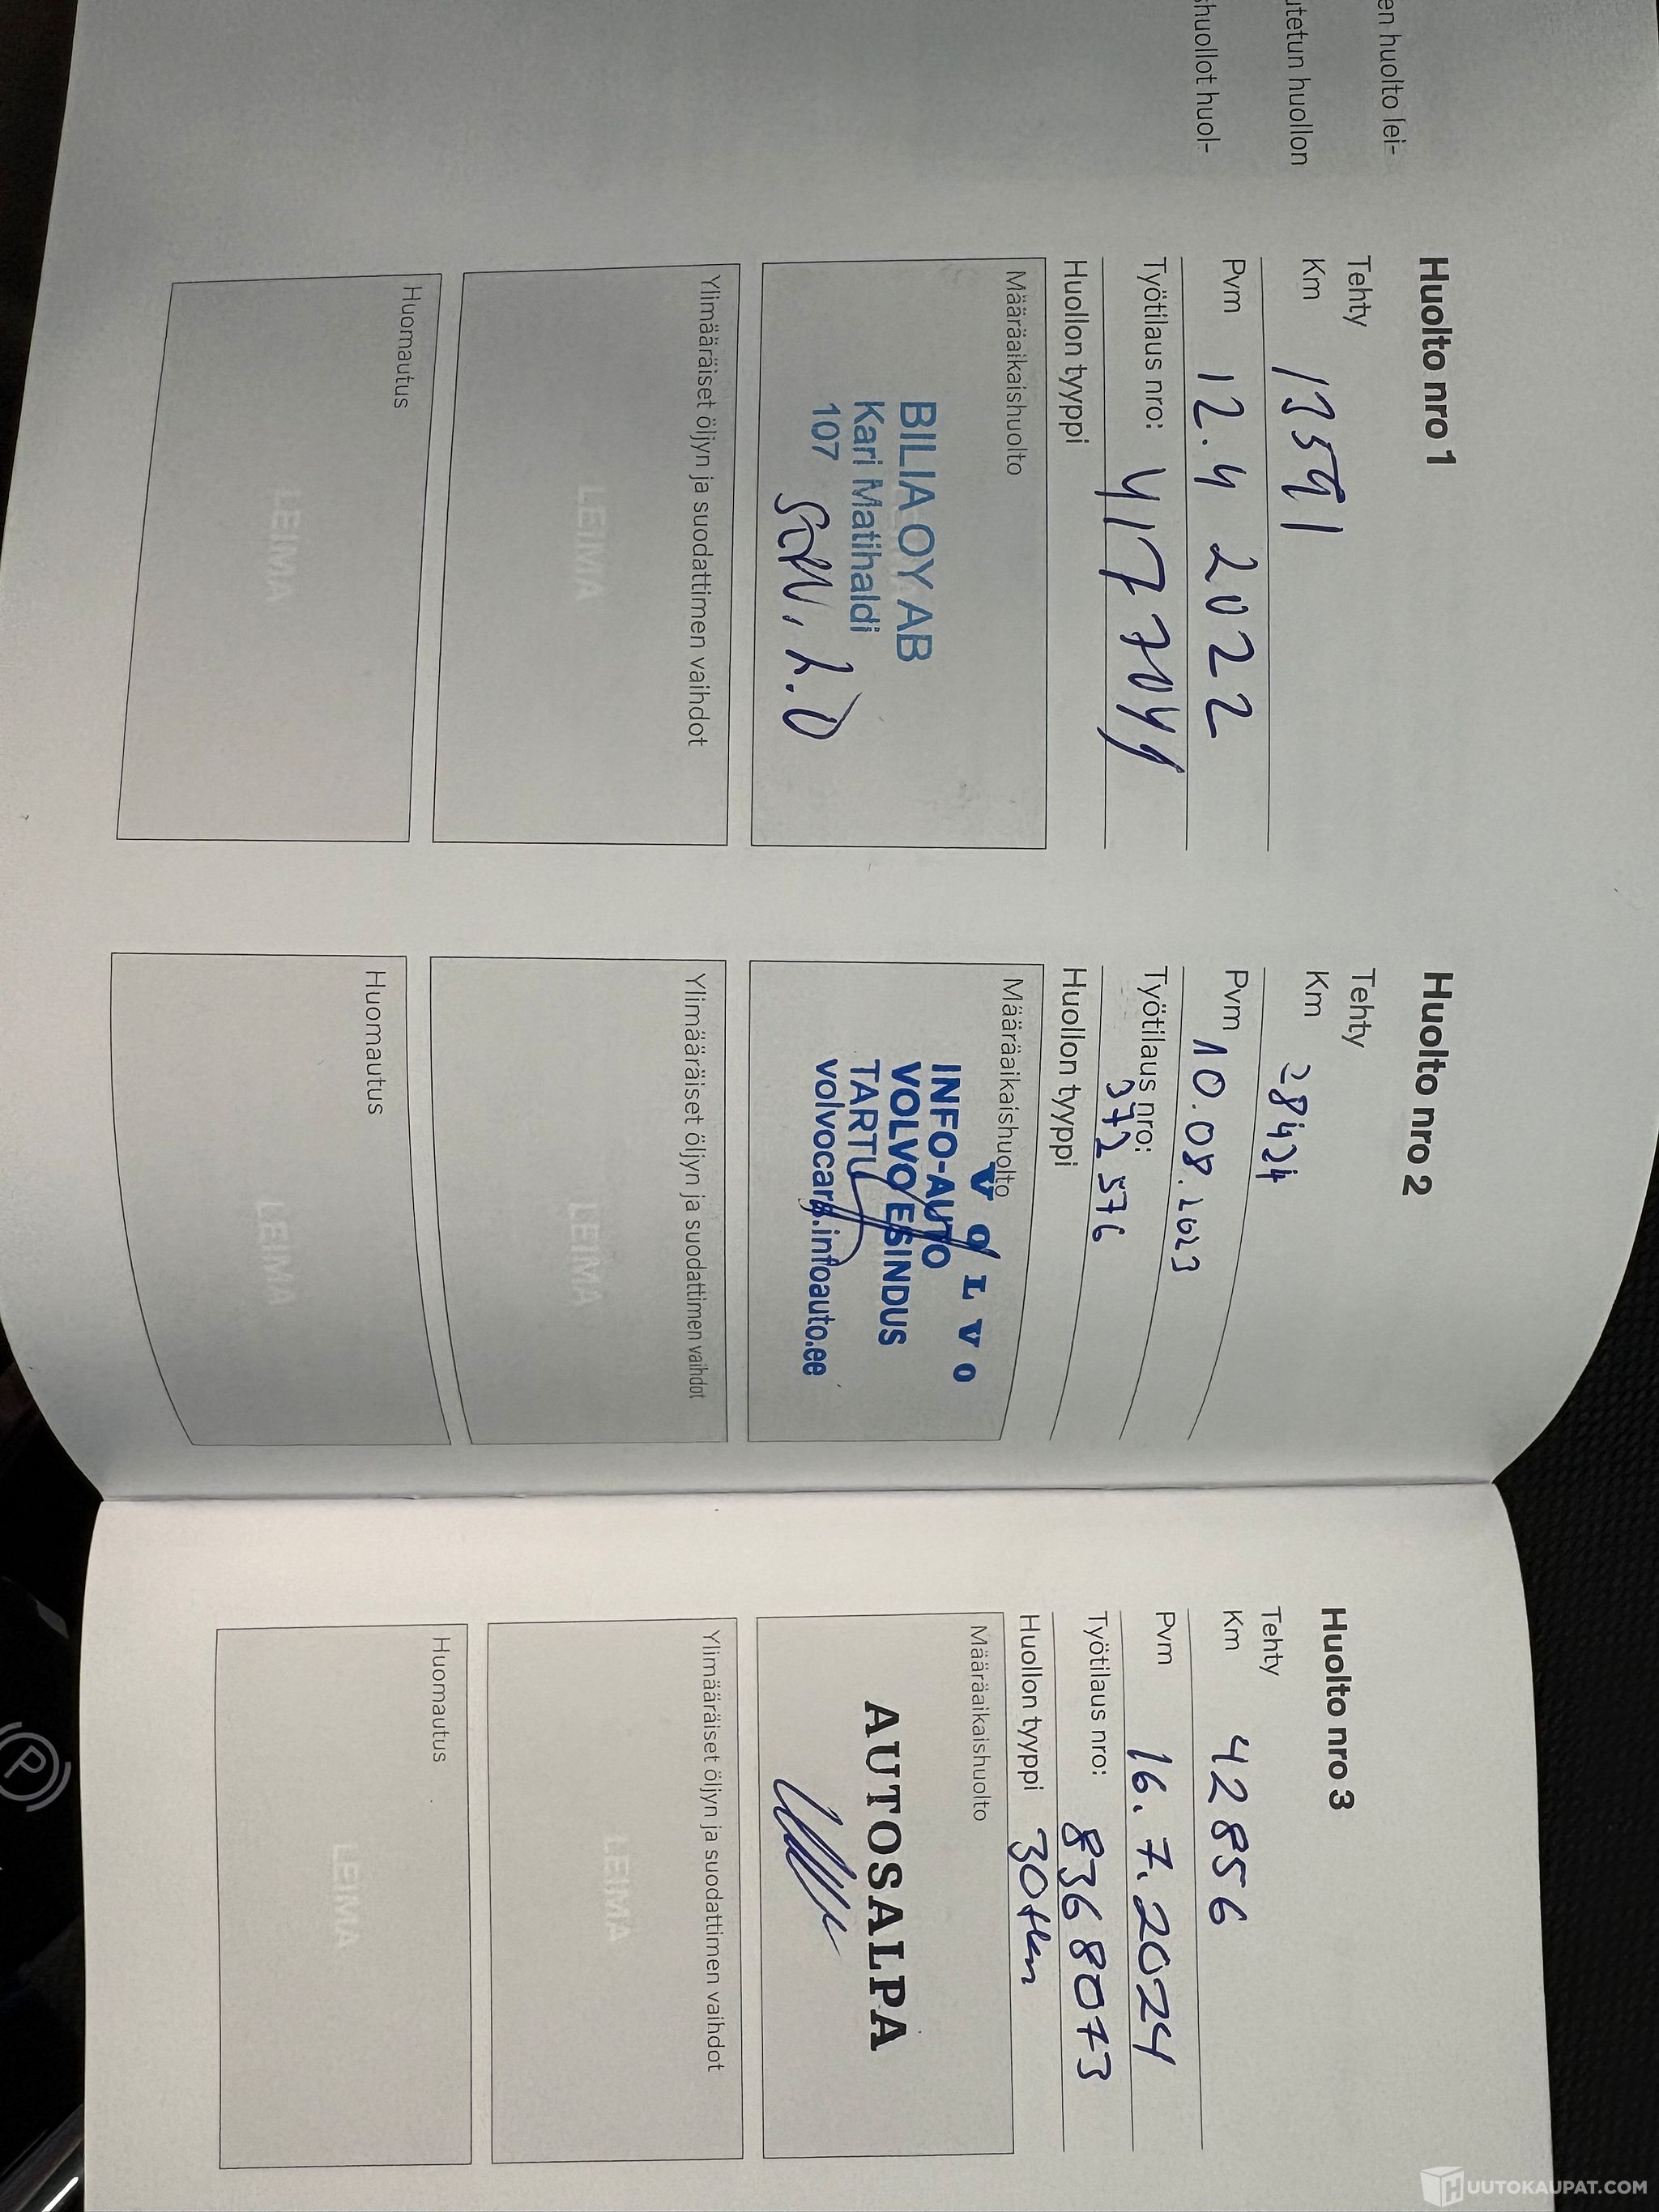 en huolto lei-
utetun huollon
shuollot huol-
Huolto nro 1
Tehty
Km 13591
Pvm 12.4 2022
Työtilaus nro: 4177044
Huollon tyyppi
Määräaikaishuolto
BILIA OY AB
Kari Matihaldi
107
Ylimääräiset öljyn ja suodattimen vaihdot
LEIMA
Huomautus
LEIMA
Huolto nro 2
Tehty
Km 28424
Pvm 10.08.2023
Työtilaus nro:
372576
Huollon tyyppi
Määräaikaishuolto
VOLVO
INFO-AUTO
VOLVO ESINDUS
TARTU
volvocars.infoauto.ee
Ylimääräiset öljyn ja suodattimen vaihdot
LEIMA
Huomautus
LEIMA
Huolto nro 3
Tehty
Km 42856
Pvm 16.7.2024
Työtilaus nro: 8368073
Huollon tyyppi 30tkm
Määräaikaishuolto
AUTOSALPA
Ylimääräiset öljyn ja suodattimen vaihdot
LEIMA
Huomautus
LEIMA
P
HUUTOKAUPAT.COM